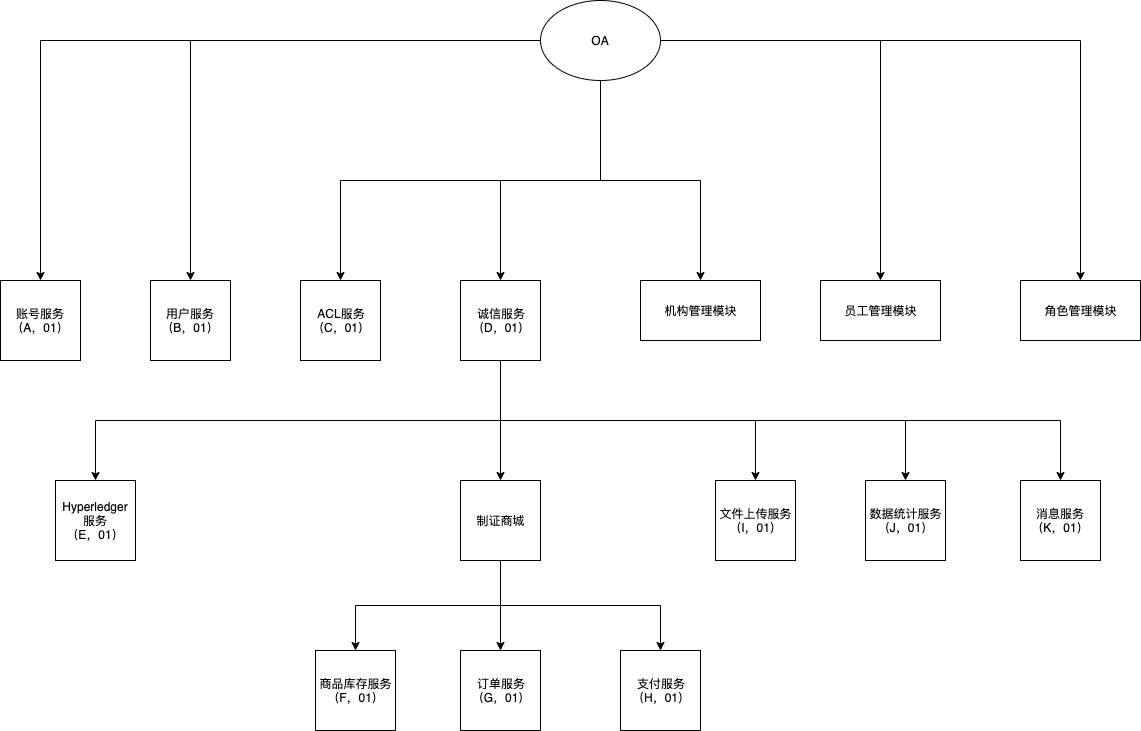 OA
账号服务
（A，01）
用户服务
（B，01）
ACL服务
（C，01）
诚信服务
（D，01）
机构管理模块
员工管理模块
角色管理模块
Hyperledger
服务
（E，01）
制证商城
文件上传服务
（I，01）
数据统计服务
（J，01）
消息服务
（K，01）
商品库存服务
（F，01）
订单服务
（G，01）
支付服务
（H，01）